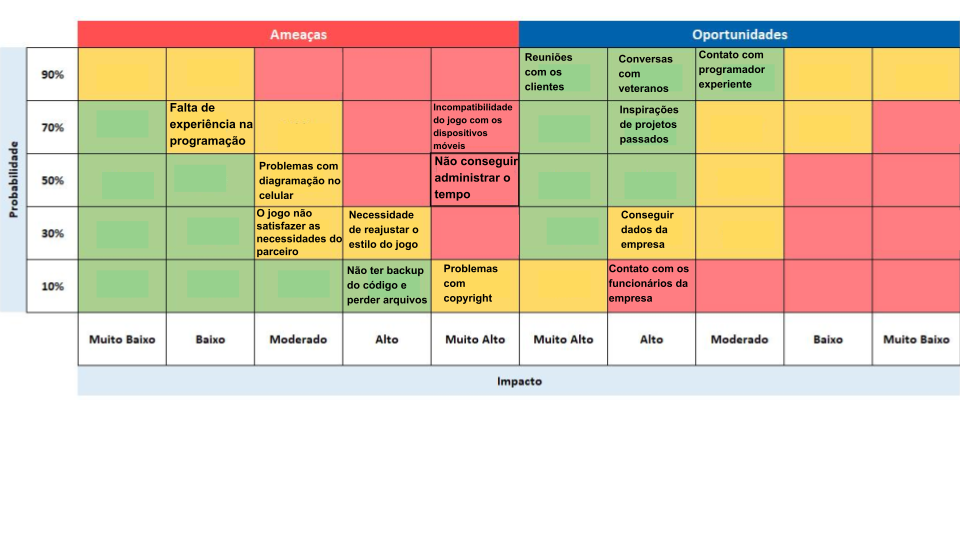 Ameaças
Oportunidades
Probabilidade
90%
Reuniões
com os
clientes
Conversas
com
veteranos
Contato com
programador
experiente
70%
Falta de
experiência na
programação
Incompatibilidade
do jogo com os
dispositivos
móveis
Inspirações
de projetos
passados
50%
Problemas com
diagramação no
celular
Não conseguir
administrar o
tempo
30%
O jogo não
satisfazer as
necessidades do
parceiro
Necessidade
de reajustar o
estilo do jogo
Conseguir
dados da
empresa
10%
Não ter backup
do código e
perder arquivos
Problemas
com
copyright
Contato com os
funcionários da
empresa
Muito Baixo
Baixo
Moderado
Alto
Muito Alto
Muito Alto
Alto
Moderado
Baixo
Muito Baixo
Impacto